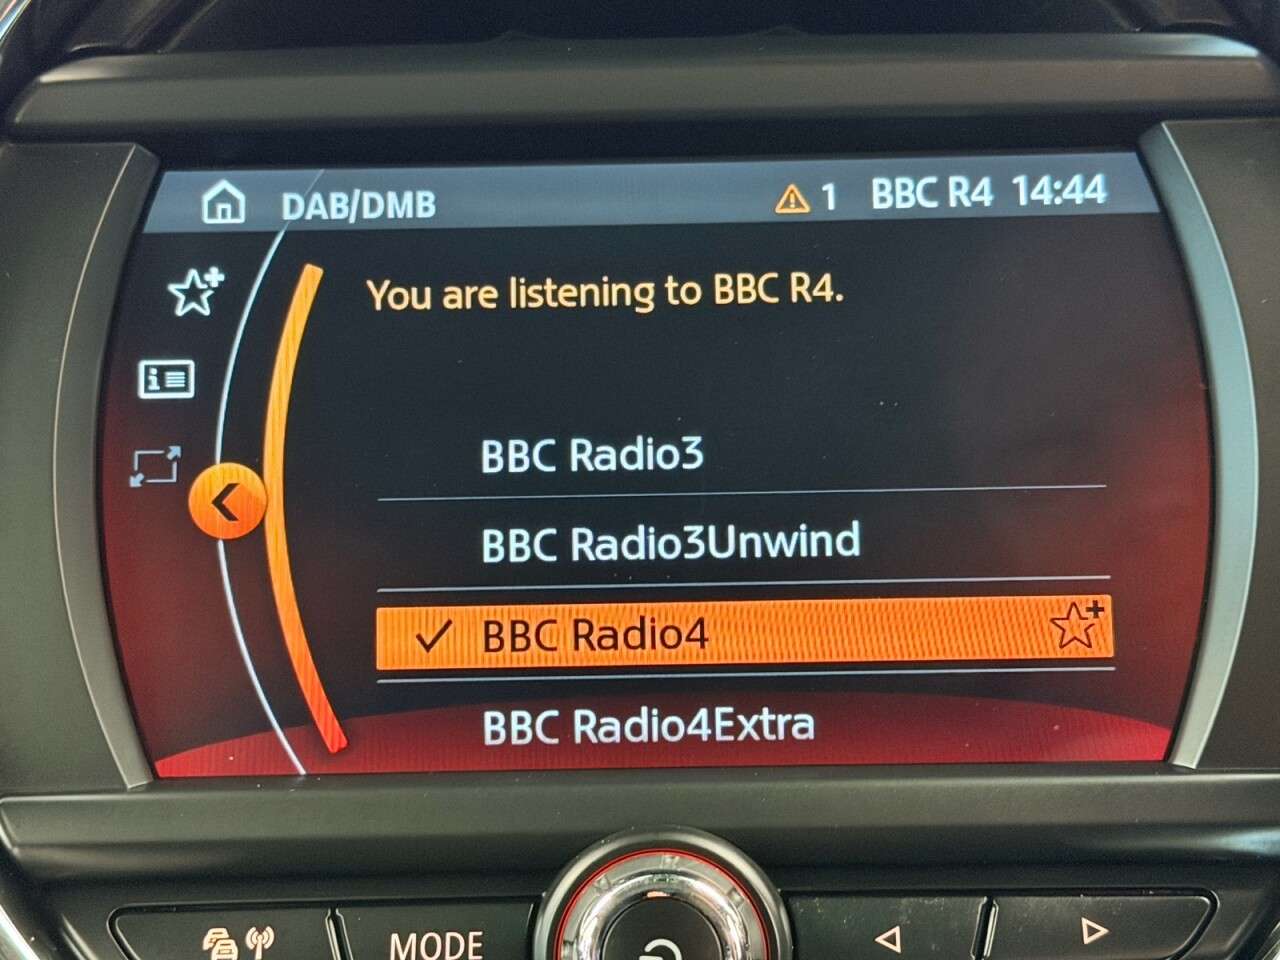 DAB/DMB 1 BBC R4 14:44
You are listening to BBC R4.
BBC Radio3
BBC Radio3Unwind
BBC Radio4
BBC Radio4Extra
MODE